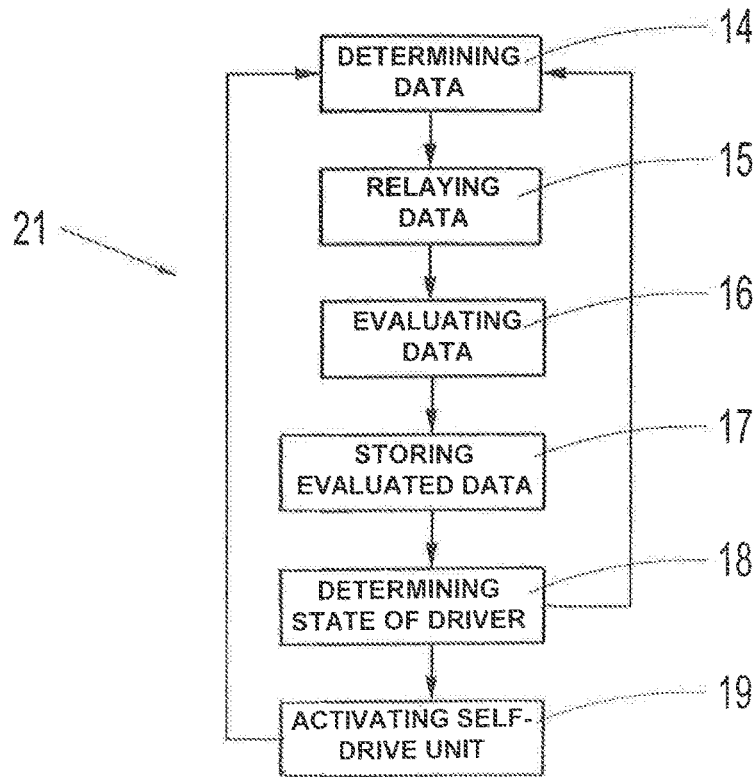 14
DETERMINING
DATA
15
RELAYING
DATA
21
16
EVALUATING
DATA
17
STORING
EVALUATED DATA
18
DETERMINING
STATE OF DRIVER
19
ACTIVATING SELF-
DRIVE UNIT